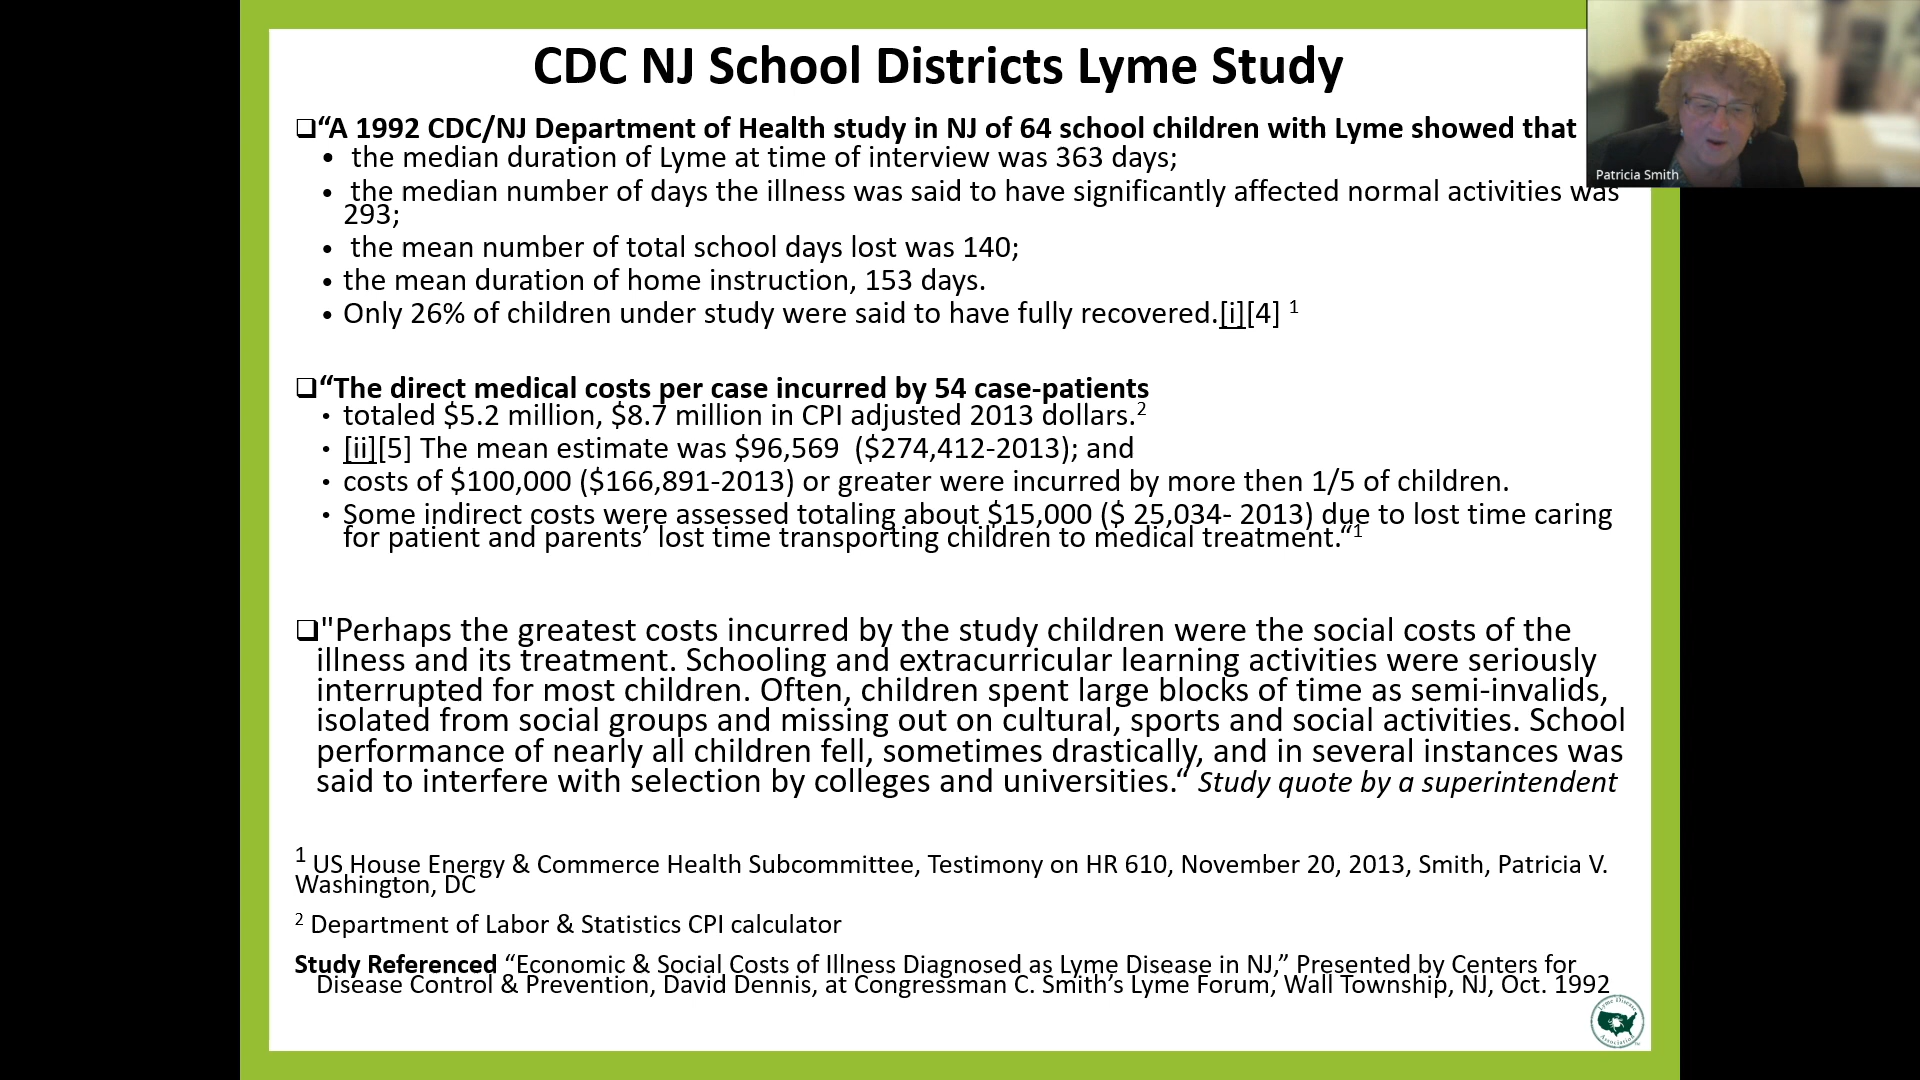 CDC NJ School Districts Lyme Study
❑“A 1992 CDC/NJ Department of Health study in NJ of 64 school children with Lyme showed that
• the median duration of Lyme at time of interview was 363 days;
• the median number of days the illness was said to have significantly affected normal activities was
293;
• the mean number of total school days lost was 140;
• the mean duration of home instruction, 153 days.
• Only 26% of children under study were said to have fully recovered.[i][4] 1
❑“The direct medical costs per case incurred by 54 case-patients
• totaled $5.2 million, $8.7 million in CPI adjusted 2013 dollars.2
• [ii][5] The mean estimate was $96,569 ($274,412-2013); and
• costs of $100,000 ($166,891-2013) or greater were incurred by more then 1/5 of children.
• Some indirect costs were assessed totaling about $15,000 ($ 25,034- 2013) due to lost time caring
for patient and parents’ lost time transporting children to medical treatment.“1
❑"Perhaps the greatest costs incurred by the study children were the social costs of the
illness and its treatment. Schooling and extracurricular learning activities were seriously
interrupted for most children. Often, children spent large blocks of time as semi-invalids,
isolated from social groups and missing out on cultural, sports and social activities. School
performance of nearly all children fell, sometimes drastically, and in several instances was
said to interfere with selection by colleges and universities.“ Study quote by a superintendent
1 US House Energy & Commerce Health Subcommittee, Testimony on HR 610, November 20, 2013, Smith, Patricia V.
Washington, DC
2 Department of Labor & Statistics CPI calculator
Study Referenced “Economic & Social Costs of Illness Diagnosed as Lyme Disease in NJ,” Presented by Centers for
Disease Control & Prevention, David Dennis, at Congressman C. Smith’s Lyme Forum, Wall Township, NJ, Oct. 1992
Patricia Smith
Lyme Disease
Association